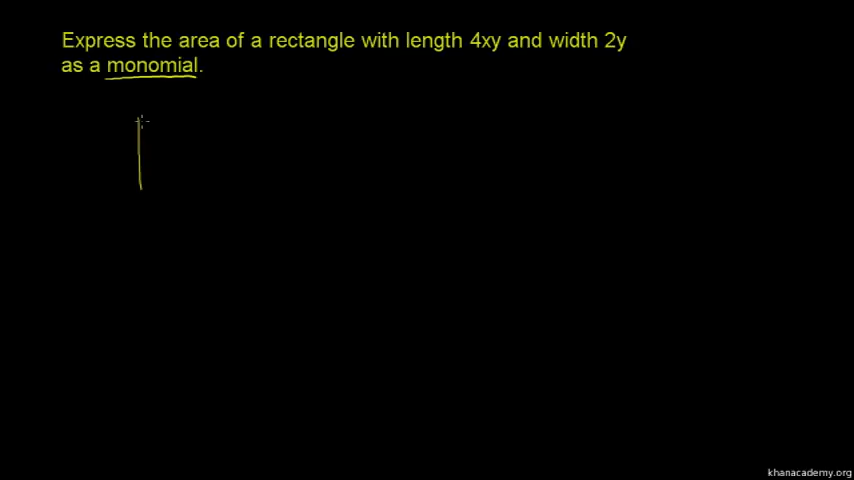 Express the area of a rectangle with length 4xy and width 2y
as a monomial.
khanacademy.org